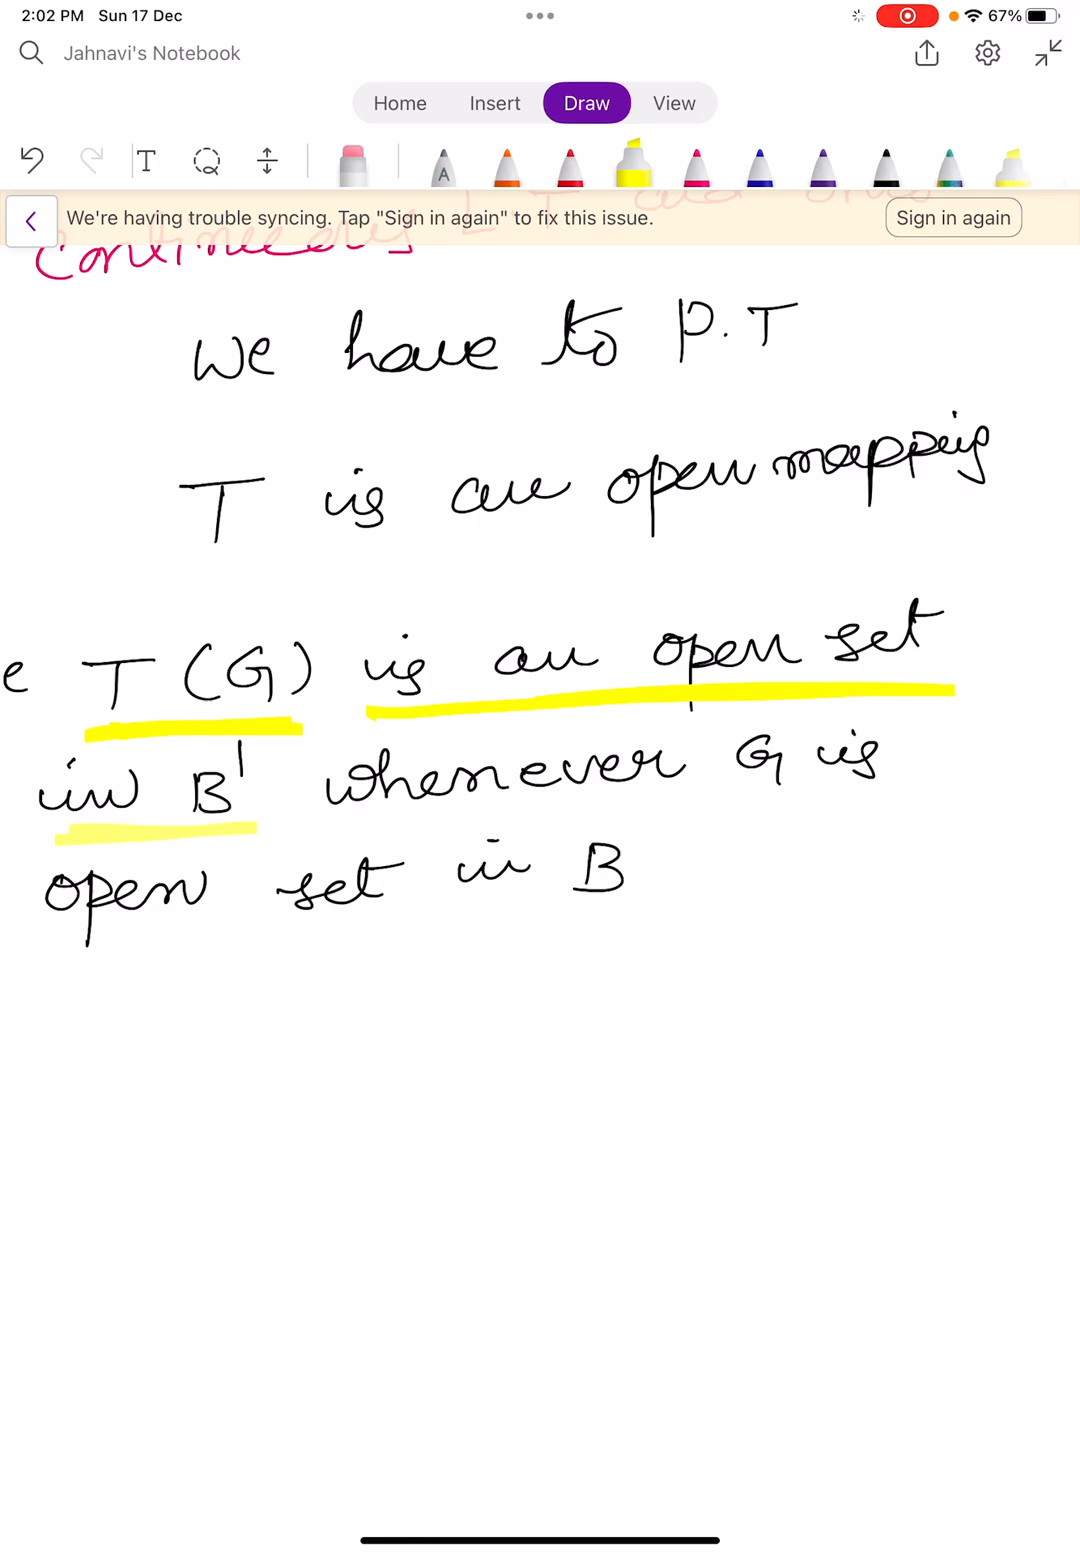 2:02 PM Sun 17 Dec
67%
Jahnavi's Notebook
Home Insert Draw View
T
A
We're having trouble syncing. Tap "Sign in again" to fix this issue.
Sign in again
We have to P.T
T is an open mapping
e T (G) is an open set
in B' whenever G is
open set in B